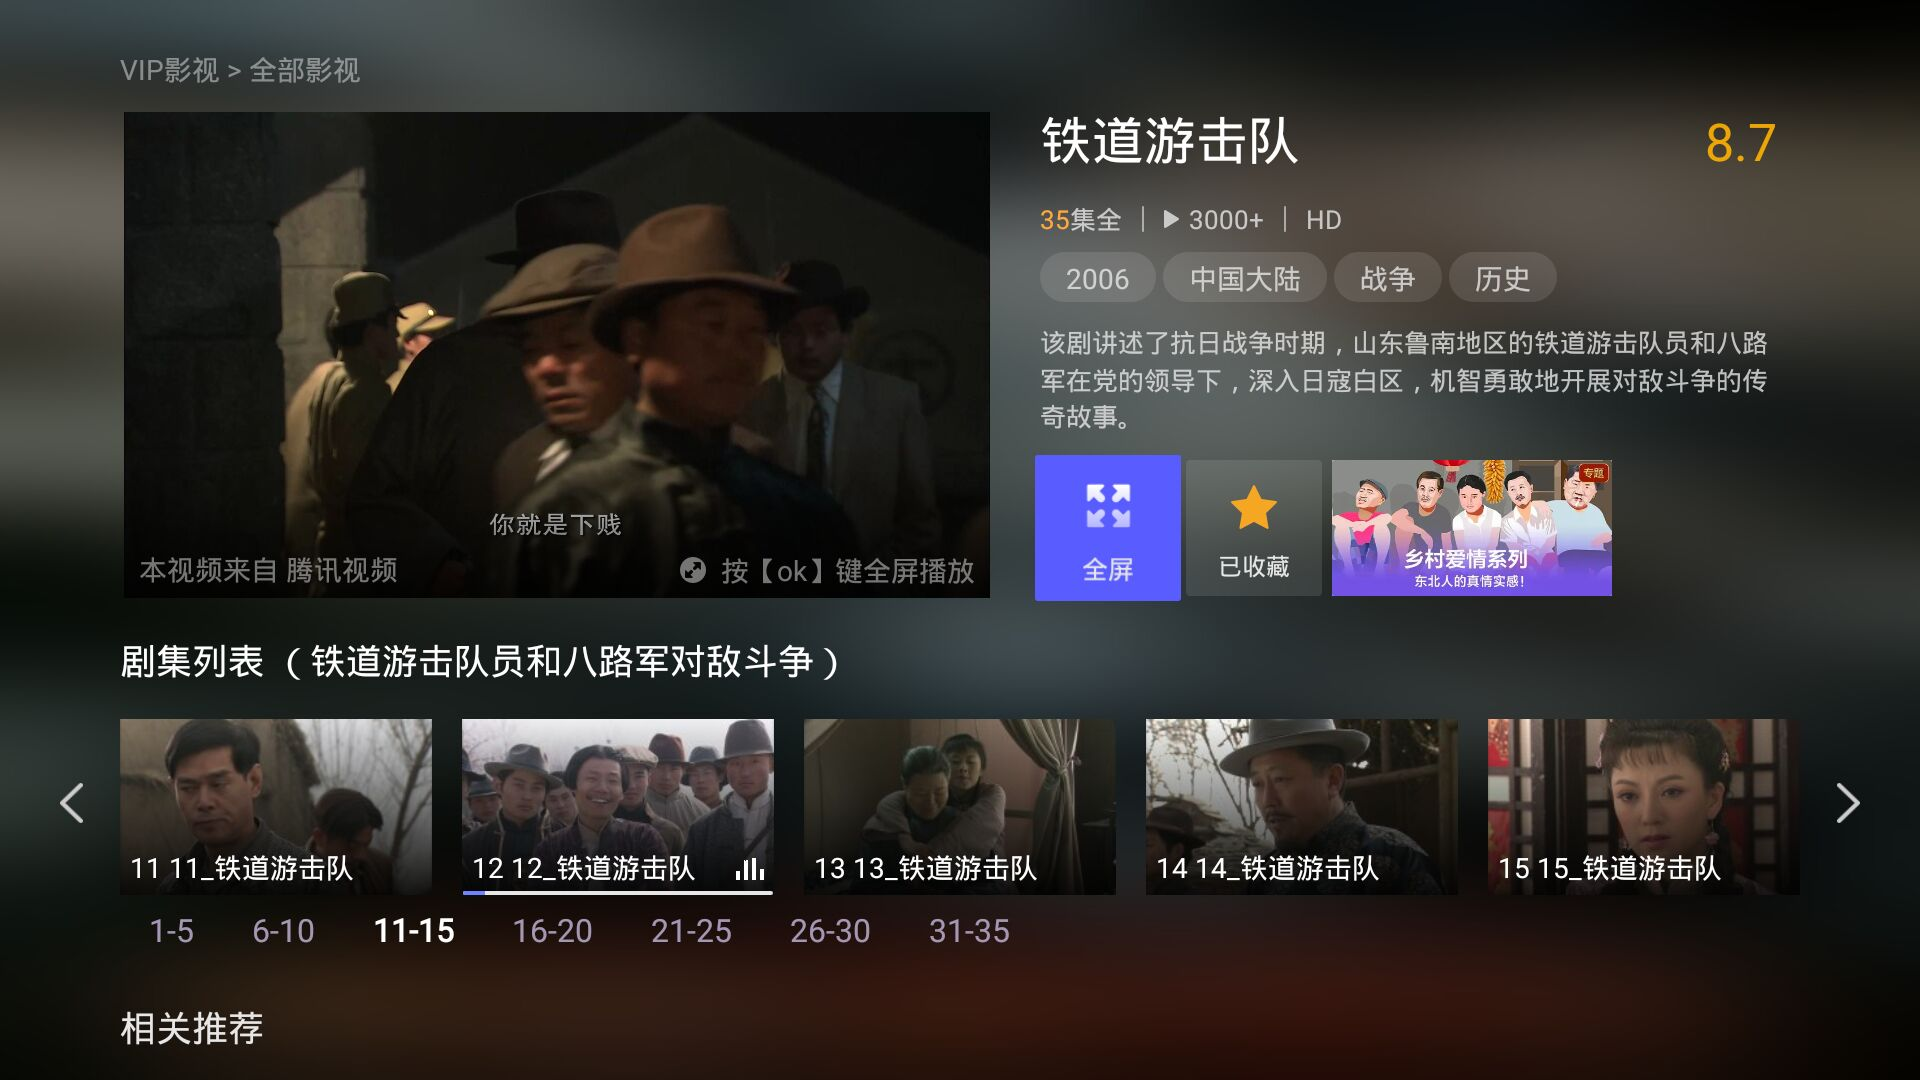 VIP影视 > 全部影视
铁道游击队
8.7
35集全 | 3000+ | HD
2006 中国大陆 战争 历史
该剧讲述了抗日战争时期，山东鲁南地区的铁道游击队员和八路
军在党的领导下，深入日寇白区，机智勇敢地开展对敌斗争的传
奇故事。
你就是下贱
本视频来自 腾讯视频
按【ok】键全屏播放
全屏
已收藏
专题
乡村爱情系列
东北人的真情实感！
剧集列表 （铁道游击队员和八路军对敌斗争）
11 11_铁道游击队
12 12_铁道游击队
13 13_铁道游击队
14 14_铁道游击队
15 15_铁道游击队
1-5 6-10 11-15 16-20 21-25 26-30 31-35
相关推荐